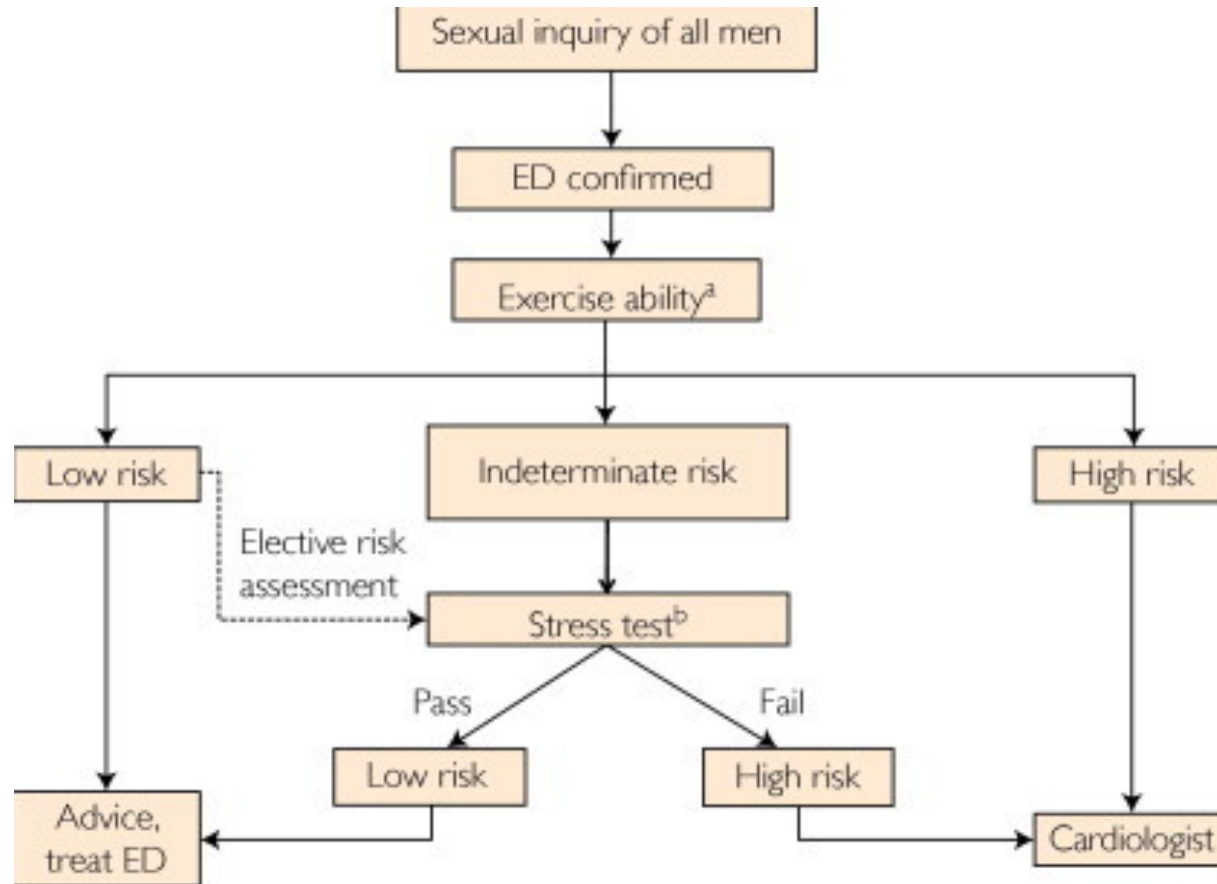 Sexual inquiry of all men
ED confirmed
Exercise abilityᵃ
Low risk
Indeterminate risk
High risk
Elective risk
assessment
Stress testᵇ
Pass
Fail
Low risk
High risk
Advice,
treat ED
Cardiologist